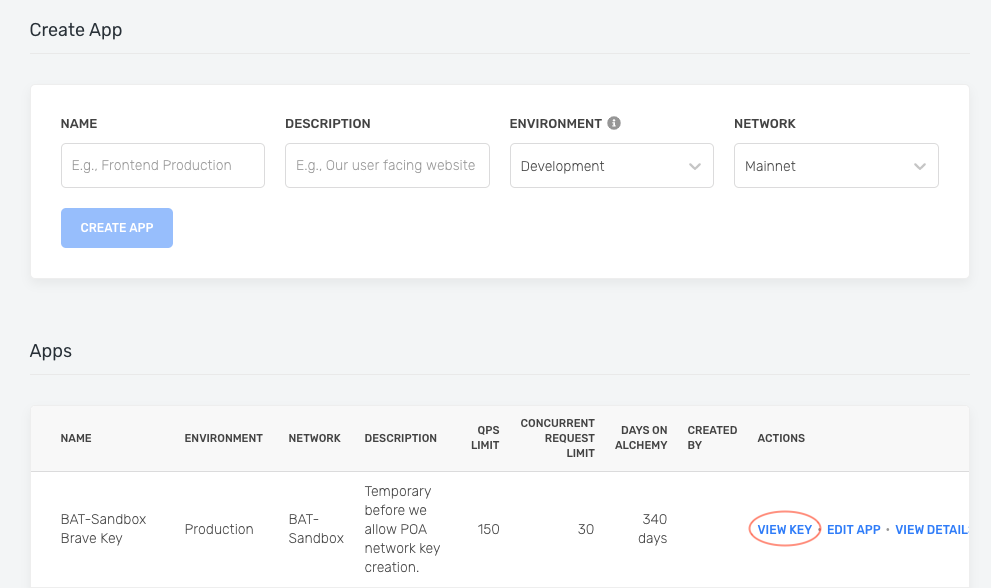 Create App
NAME
DESCRIPTION
ENVIRONMENT
NETWORK
E.g., Frontend Production
E.g., Our user facing website
Development
Mainnet
CREATE APP
Apps
NAME
ENVIRONMENT
NETWORK
DESCRIPTION
QPS
LIMIT
CONCURRENT
REQUEST
LIMIT
DAYS ON
ALCHEMY
CREATED
BY
ACTIONS
BAT-Sandbox
Brave Key
Production
BAT-
Sandbox
Temporary
before we
allow POA
network key
creation.
150
30
340
days
VIEW KEY · EDIT APP · VIEW DETAIL